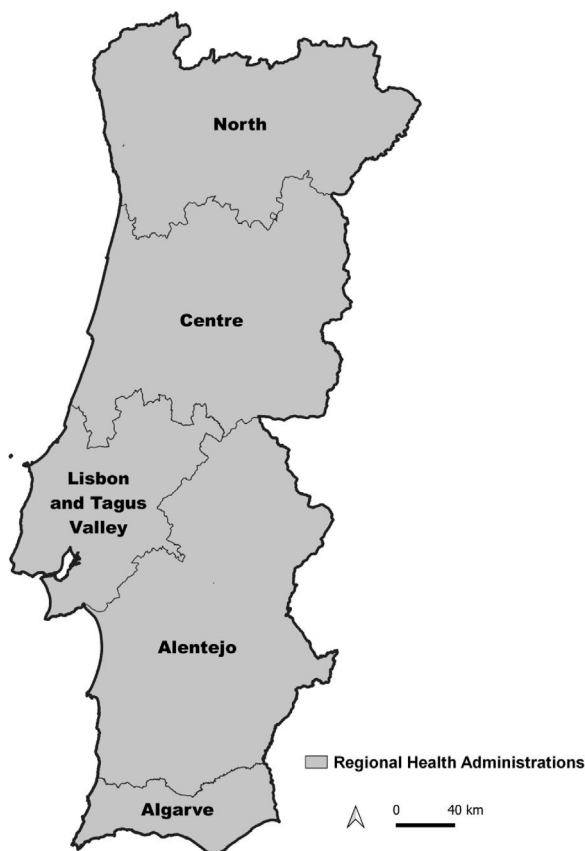 North
Centre
Lisbon
and Tagus
Valley
Alentejo
Regional Health Administrations
Algarve
0 40 km